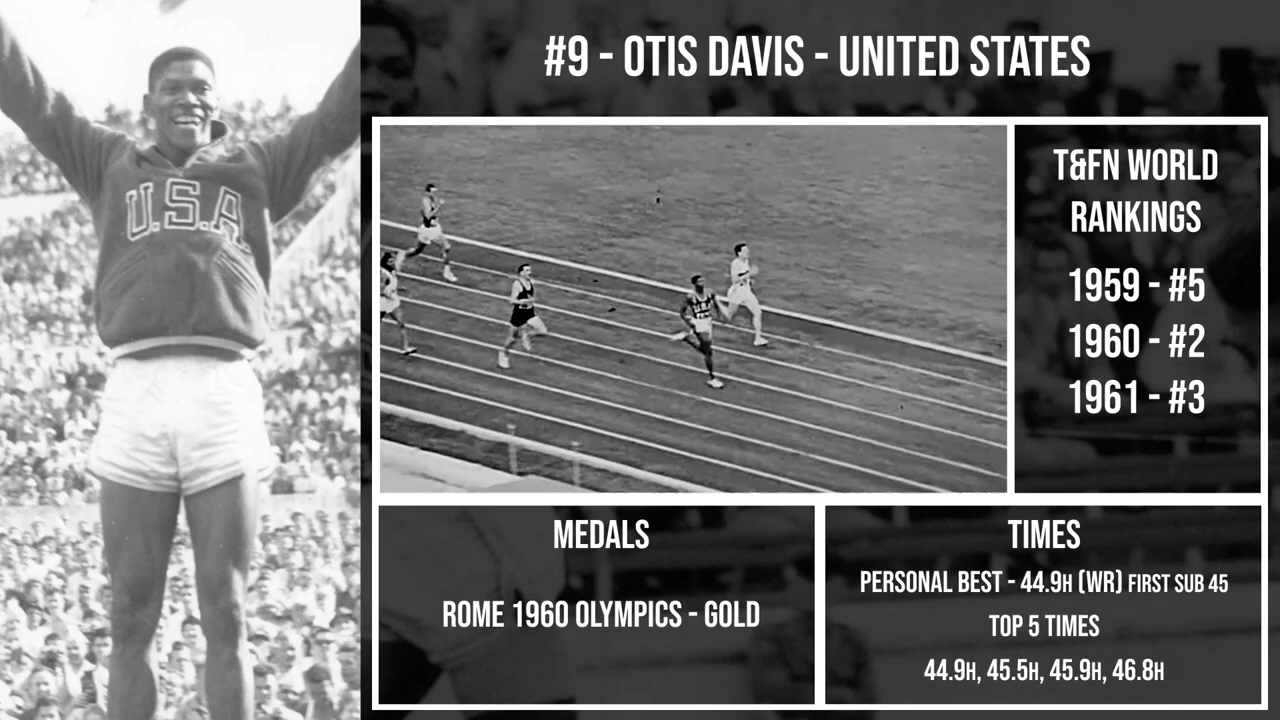 #9 - OTIS DAVIS - UNITED STATES
U.S.A
T&FN WORLD
RANKINGS
1959 - #5
1960 - #2
1961 - #3
MEDALS
ROME 1960 OLYMPICS - GOLD
TIMES
PERSONAL BEST - 44.9H (WR) FIRST SUB 45
TOP 5 TIMES
44.9H, 45.5H, 45.9H, 46.8H